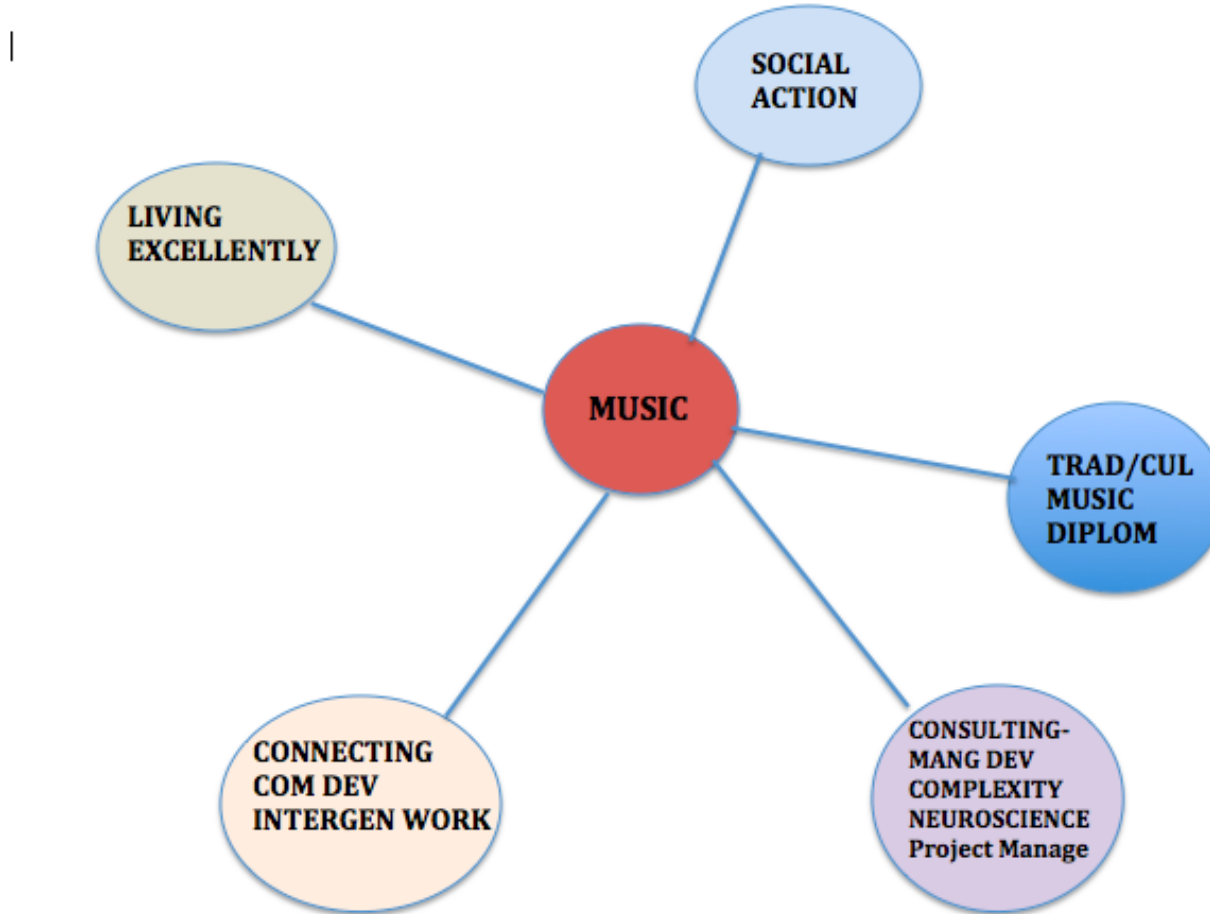 SOCIAL
ACTION
LIVING
EXCELLENTLY
MUSIC
TRAD/CUL
MUSIC
DIPLOM
CONNECTING
COM DEV
INTERGEN WORK
CONSULTING-
MANG DEV
COMPLEXITY
NEUROSCIENCE
Project Manage